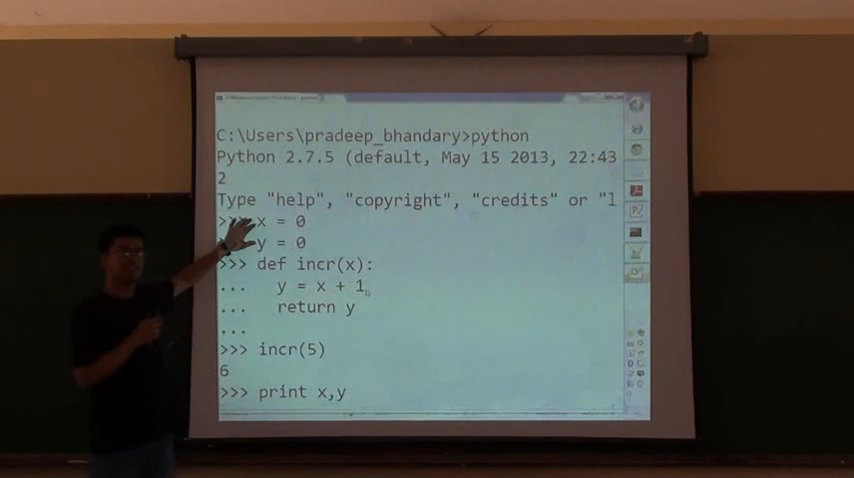 C:\Users\pradeep_bhandary>python
Python 2.7.5 (default, May 15 2013, 22:43
2
Type "help", "copyright", "credits" or "l
>>> x = 0
y = 0
>>> def incr(x):
... y = x + 1
... return y
...
>>> incr(5)
6
>>> print x,y